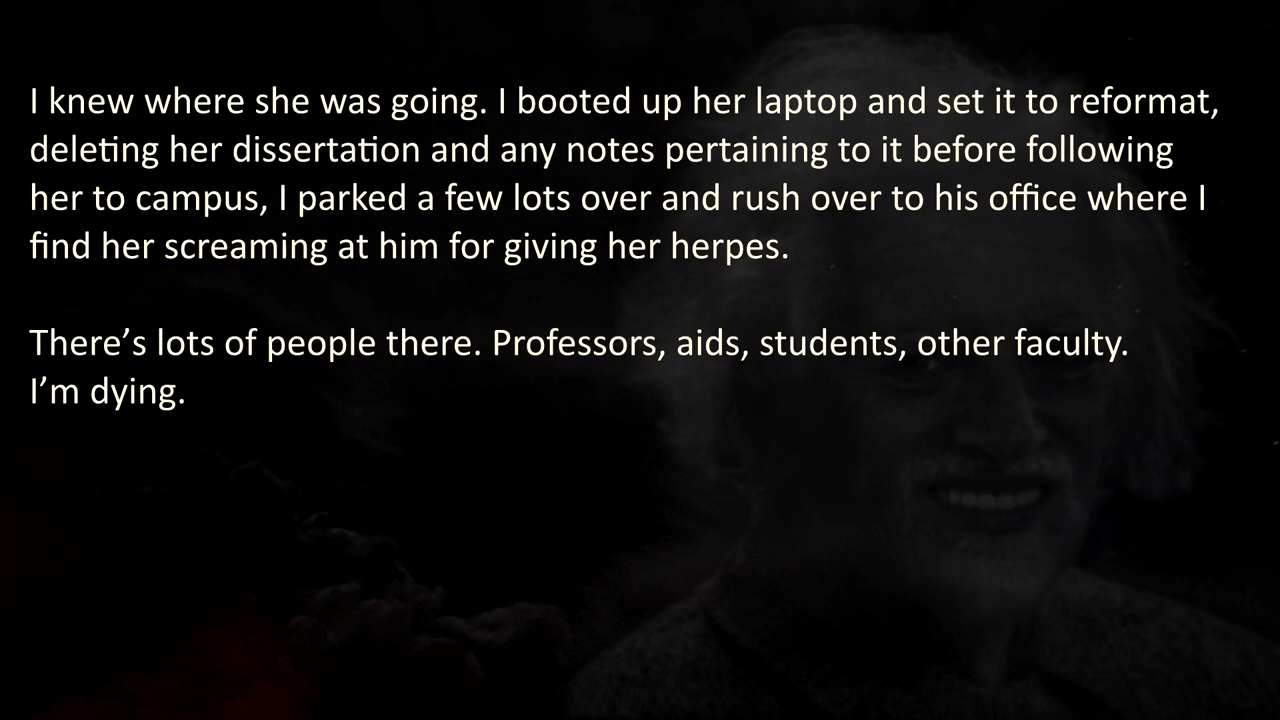 I knew where she was going. I booted up her laptop and set it to reformat,
deleting her dissertation and any notes pertaining to it before following
her to campus, I parked a few lots over and rush over to his office where I
find her screaming at him for giving her herpes.
There’s lots of people there. Professors, aids, students, other faculty.
I’m dying.